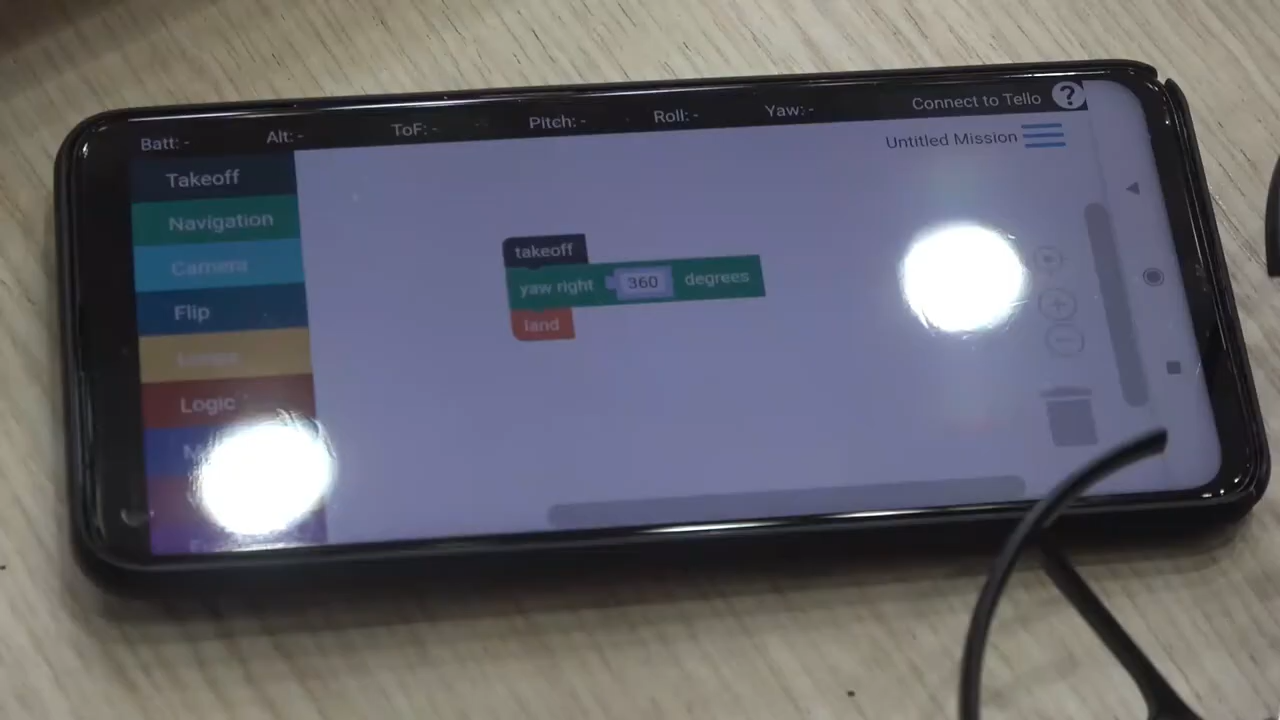 Batt: - Alt: - ToF: - Pitch: - Roll: - Yaw: - Connect to Tello ?
Untitled Mission
Takeoff
Navigation
Camera
Flip
Logic
takeoff
yaw right 360 degrees
land